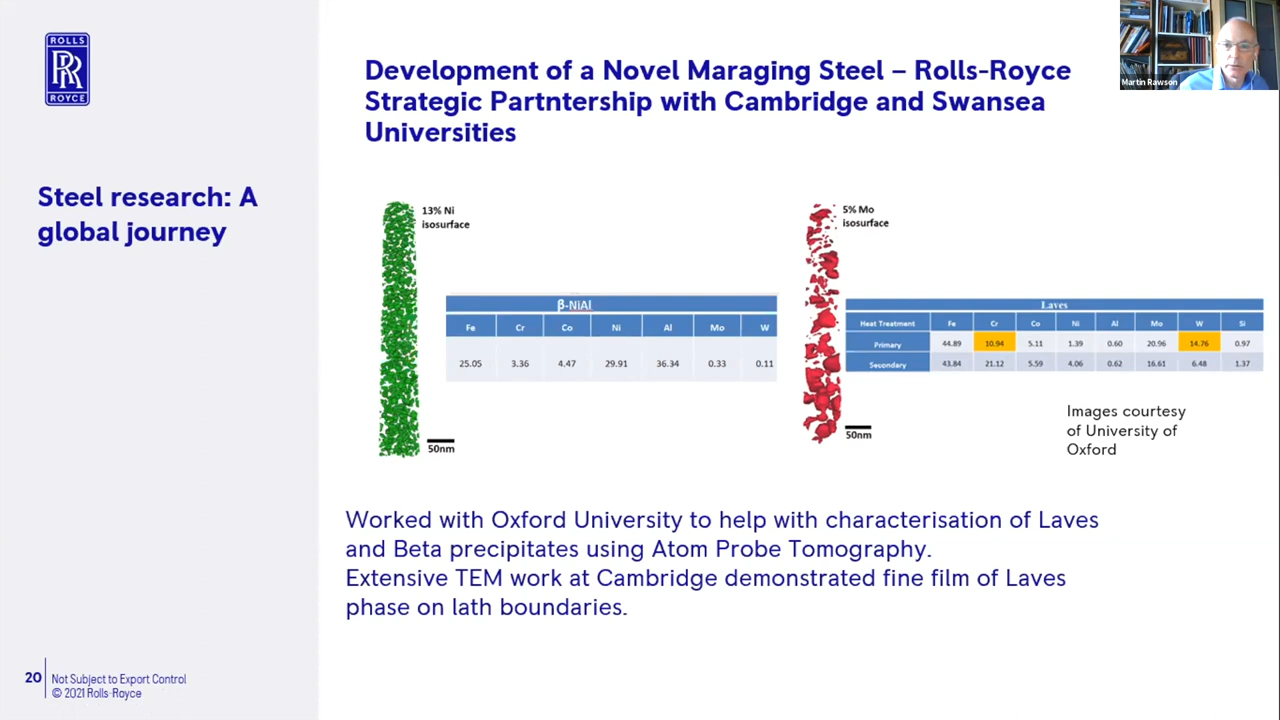 ROLLS
RR
ROYCE
Steel research: A
global journey
Development of a Novel Maraging Steel – Rolls-Royce
Strategic Partntership with Cambridge and Swansea
Universities
Martin Rawson
13% Ni
isosurface
50nm
β-NiAl
Fe Cr Co Ni Al Mo W
25.05 3.36 4.47 29.91 36.34 0.33 0.11
5% Mo
isosurface
50nm
Laves
Heat Treatment Fe Cr Co Ni Al Mo W Si
Primary 44.89 10.94 5.11 1.39 0.60 20.96 14.76 0.97
Secondary 43.84 21.12 5.59 4.06 0.62 16.61 6.48 1.37
Images courtesy
of University of
Oxford
Worked with Oxford University to help with characterisation of Laves
and Beta precipitates using Atom Probe Tomography.
Extensive TEM work at Cambridge demonstrated fine film of Laves
phase on lath boundaries.
20
Not Subject to Export Control
© 2021 Rolls-Royce